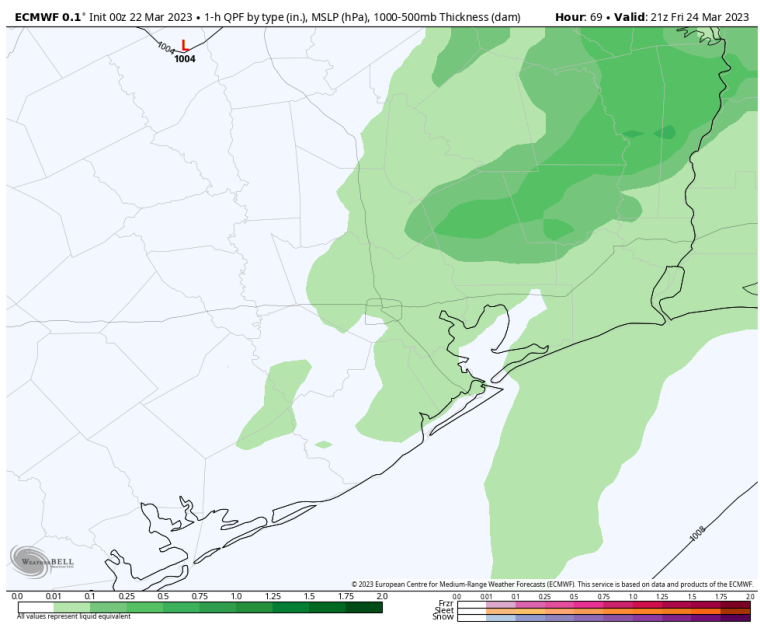 ECMWF 0.1° Init 00z 22 Mar 2023 • 1-h QPF by type (in.), MSLP (hPa), 1000-500mb Thickness (dam) Hour: 69 • Valid: 21z Fri 24 Mar 2023
1004
L
1004
1008
WEATHERBELL
© 2023 European Centre for Medium-Range Weather Forecasts (ECMWF). This service is based on data and products of the ECMWF.
0.0 0.01 0.1 0.25 0.5 0.75 1.0 1.25 1.5 1.75 2.0
All values represent liquid equivalent
0.0 0.01 0.1 0.25 0.5 0.75 1.0 1.25 1.5 1.75 2.0
Frzr
Sleet
Snow